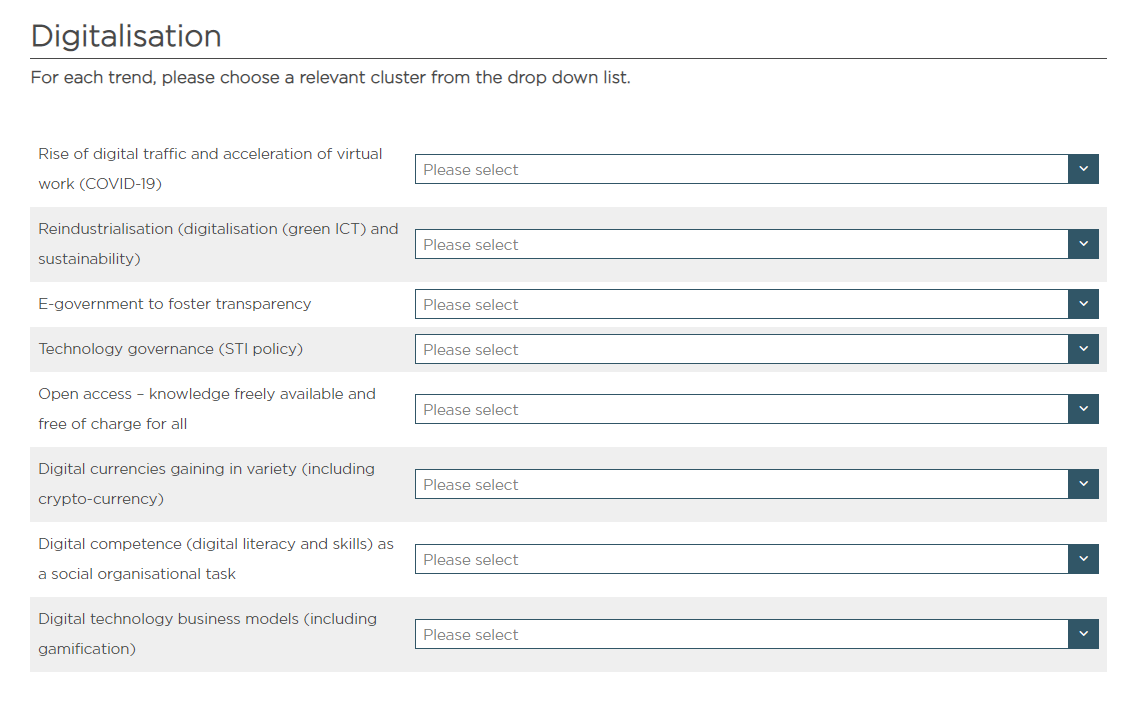 Digitalisation
For each trend, please choose a relevant cluster from the drop down list.
Rise of digital traffic and acceleration of virtual
work (COVID-19)
Please select
Reindustrialisation (digitalisation (green ICT) and
sustainability)
Please select
E-government to foster transparency
Please select
Technology governance (STI policy)
Please select
Open access – knowledge freely available and
free of charge for all
Please select
Digital currencies gaining in variety (including
crypto-currency)
Please select
Digital competence (digital literacy and skills) as
a social organisational task
Please select
Digital technology business models (including
gamification)
Please select